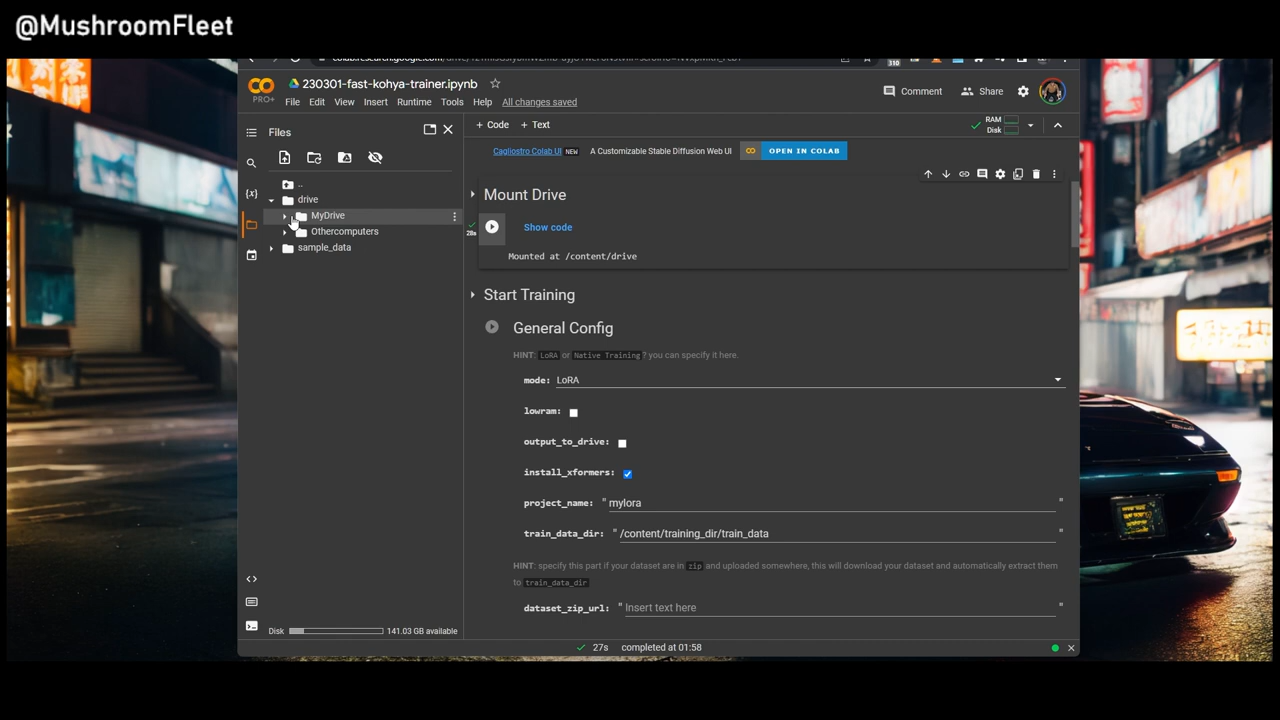 @MushroomFleet
230301-fast-kohya-trainer.ipynb
PRO+
File Edit View Insert Runtime Tools Help All changes saved
Comment
Share
Files
+ Code + Text
RAM
Disk
Cagliostro Colab UI NEW A Customizable Stable Diffusion Web UI OPEN IN COLAB
..
drive
MyDrive
Othercomputers
sample_data
Mount Drive
28s
Show code
Mounted at /content/drive
Start Training
General Config
HINT: LoRA or Native Training? you can specify it here.
mode: LoRA
lowram:
output_to_drive:
install_xformers:
project_name: " mylora "
train_data_dir: " /content/training_dir/train_data "
HINT: specify this part if your dataset are in zip and uploaded somewhere, this will download your dataset and automatically extract them
to train_data_dir
dataset_zip_url: " Insert text here "
Disk 141.03 GB available
27s completed at 01:58